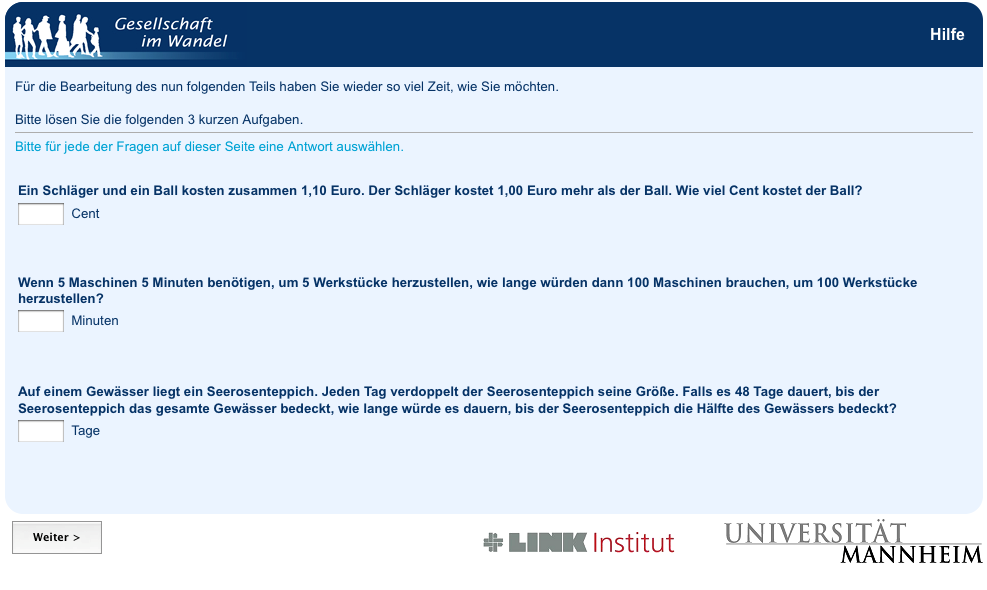 Gesellschaft
im Wandel
Hilfe
Für die Bearbeitung des nun folgenden Teils haben Sie wieder so viel Zeit, wie Sie möchten.
Bitte lösen Sie die folgenden 3 kurzen Aufgaben.
Bitte für jede der Fragen auf dieser Seite eine Antwort auswählen.
Ein Schläger und ein Ball kosten zusammen 1,10 Euro. Der Schläger kostet 1,00 Euro mehr als der Ball. Wie viel Cent kostet der Ball?
Cent
Wenn 5 Maschinen 5 Minuten benötigen, um 5 Werkstücke herzustellen, wie lange würden dann 100 Maschinen brauchen, um 100 Werkstücke
herzustellen?
Minuten
Auf einem Gewässer liegt ein Seerosenteppich. Jeden Tag verdoppelt der Seerosenteppich seine Größe. Falls es 48 Tage dauert, bis der
Seerosenteppich das gesamte Gewässer bedeckt, wie lange würde es dauern, bis der Seerosenteppich die Hälfte des Gewässers bedeckt?
Tage
Weiter >
LINK Institut
UNIVERSITÄT
MANNHEIM